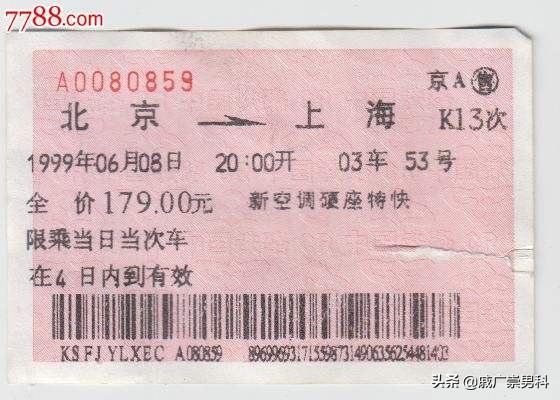 7788.com
A0080859
京A 售
北京 → 上海 K13次
1999年06月08日 20:00开 03车 53号
全 价179.00元 新空调硬座特快
限乘当日当次车
在4日内到有效
KSFJYLXEC A080859
头条 @戚广崇男科